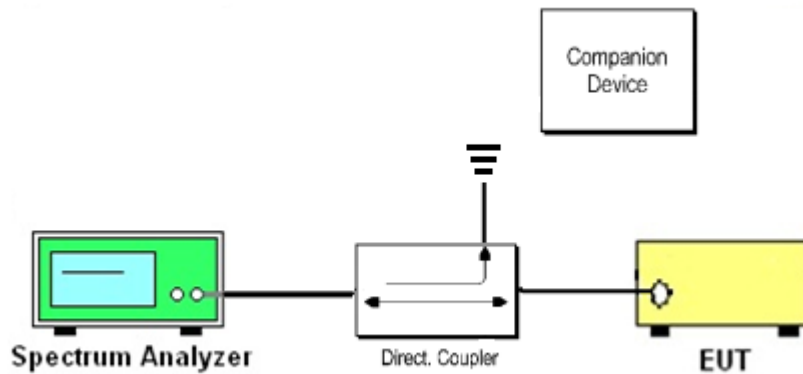 Companion
Device
Spectrum Analyzer
Direct. Coupler
EUT